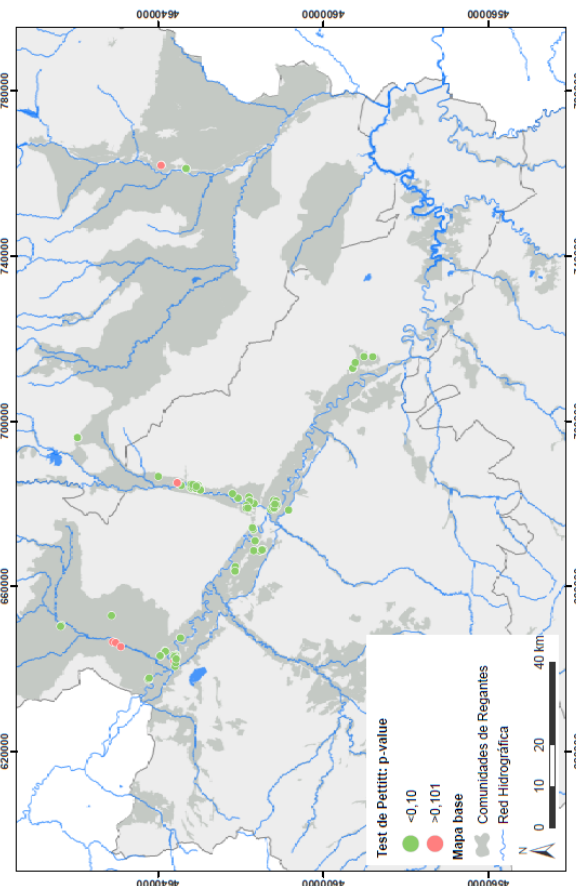 620000
660000
700000
740000
780000
4640000
4600000
4560000
Test de Pettitt: p-value
<0,10
>0,101
Mapa base
Comunidades de Regantes
Red Hidrográfica
N
0 10 20 40 km